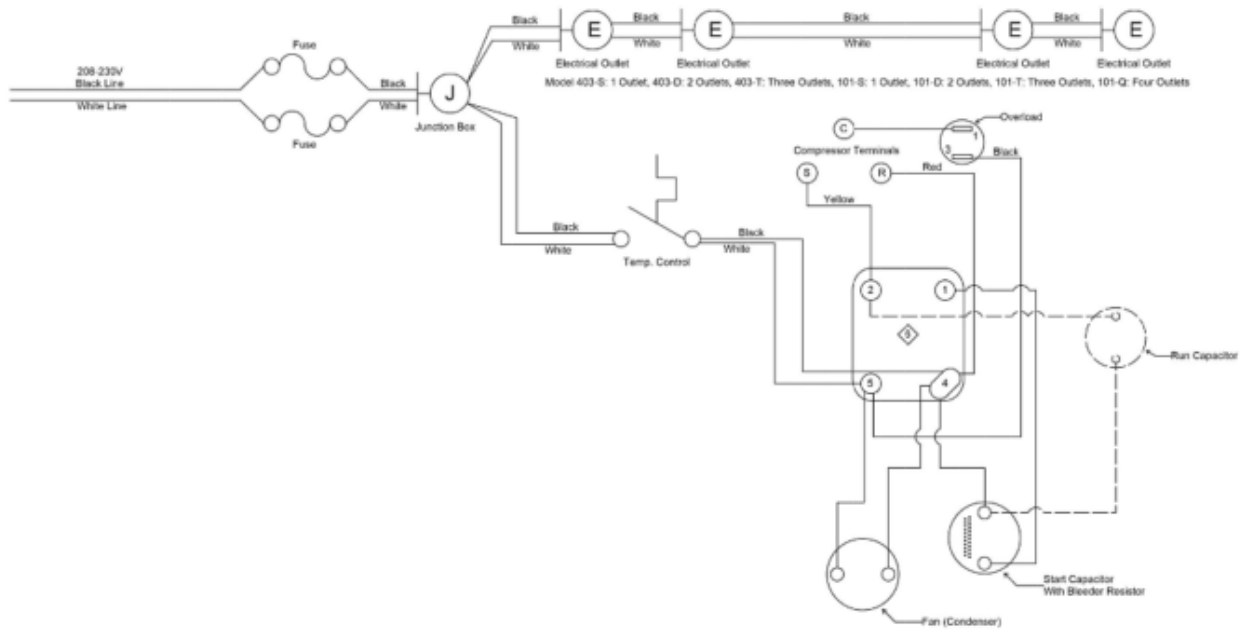 Black
White
E
Black
White
E
Black
White
E
Black
White
E
Electrical Outlet
Electrical Outlet
Electrical Outlet
Electrical Outlet
Model 403-S: 1 Outlet, 403-D: 2 Outlets, 403-T: Three Outlets, 101-S: 1 Outlet, 101-D: 2 Outlets, 101-T: Three Outlets, 101-Q: Four Outlets
Fuse
208-230V
Black Line
White Line
Fuse
Black
White
J
Junction Box
Overload
C
1
3
Compressor Terminals
Black
S
R
Red
Yellow
Black
White
Temp. Control
Black
White
2
1
6
5
4
Run Capacitor
Start Capacitor
With Bleeder Resistor
Fan (Condenser)